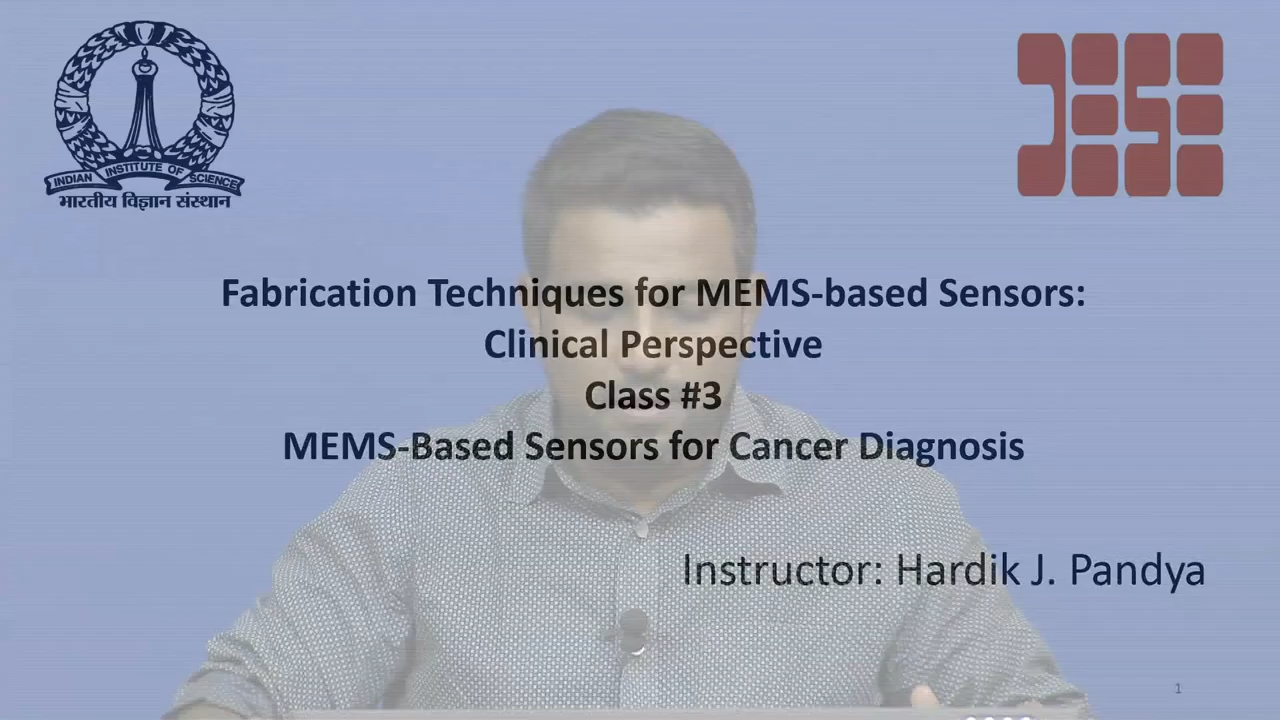 INDIAN INSTITUTE OF SCIENCE
भारतीय विज्ञान संस्थान
DESE
Fabrication Techniques for MEMS-based Sensors:
Clinical Perspective
Class #3
MEMS-Based Sensors for Cancer Diagnosis
Instructor: Hardik J. Pandya
1